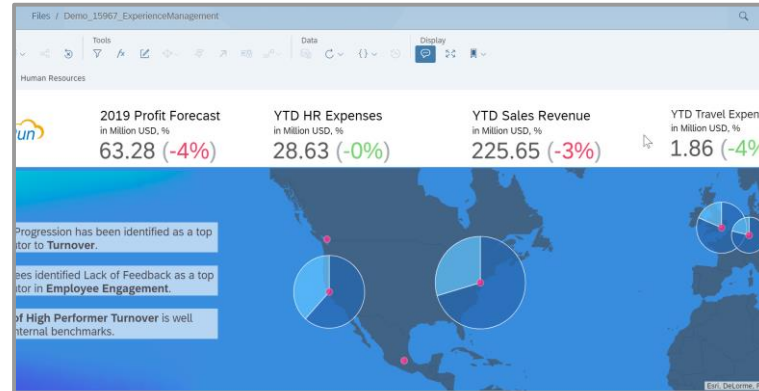 Files / Demo_15967_ExperienceManagement
Tools
Data
Display
Human Resources
un
2019 Profit Forecast
in Million USD, %
63.28 (-4%)
YTD HR Expenses
in Million USD, %
28.63 (-0%)
YTD Sales Revenue
in Million USD, %
225.65 (-3%)
YTD Travel Expen
in Million USD, %
1.86 (-4%
Progression has been identified as a top
tor to Turnover.
ees identified Lack of Feedback as a top
tor in Employee Engagement.
of High Performer Turnover is well
nternal benchmarks.
Esri, DeLorme, F